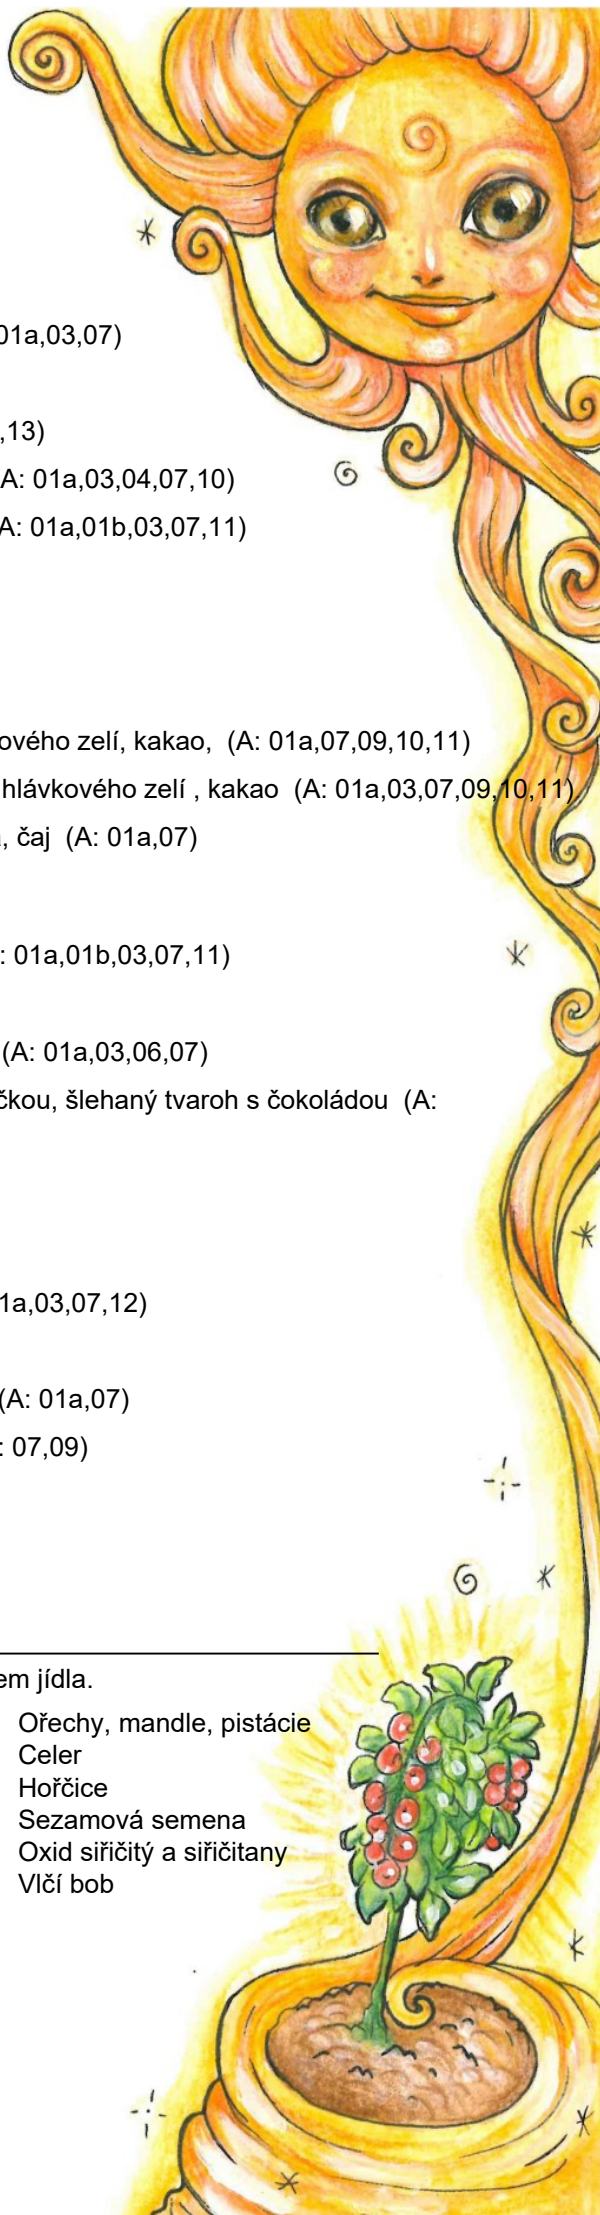 01a,03,07)
,13)
A: 01a,03,04,07,10)
A: 01a,01b,03,07,11)
ového zelí, kakao, (A: 01a,07,09,10,11)
hlávkového zelí , kakao (A: 01a,03,07,09,10,11)
, čaj (A: 01a,07)
: 01a,01b,03,07,11)
(A: 01a,03,06,07)
čkou, šlehaný tvaroh s čokoládou (A:
1a,03,07,12)
(A: 01a,07)
: 07,09)
em jídla.
Ořechy, mandle, pistácie
Celer
Hořčice
Sezamová semena
Oxid siřičitý a siřičitany
Vlčí bob